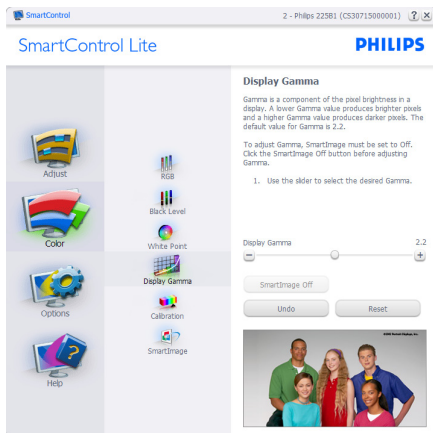 SmartControl
2 - Philips 225B1 (CS30715000001)
? X
SmartControl Lite
PHILIPS
Adjust
Color
Options
Help
RGB
Black Level
White Point
Display Gamma
Calibration
SmartImage
Display Gamma
Gamma is a component of the pixel brightness in a
display. A lower Gamma value produces brighter pixels
and a higher Gamma value produces darker pixels. The
default value for Gamma is 2.2.
To adjust Gamma, SmartImage must be set to Off.
Click the SmartImage Off button before adjusting
Gamma.
1. Use the slider to select the desired Gamma.
Display Gamma 2.2
SmartImage Off
Undo Reset